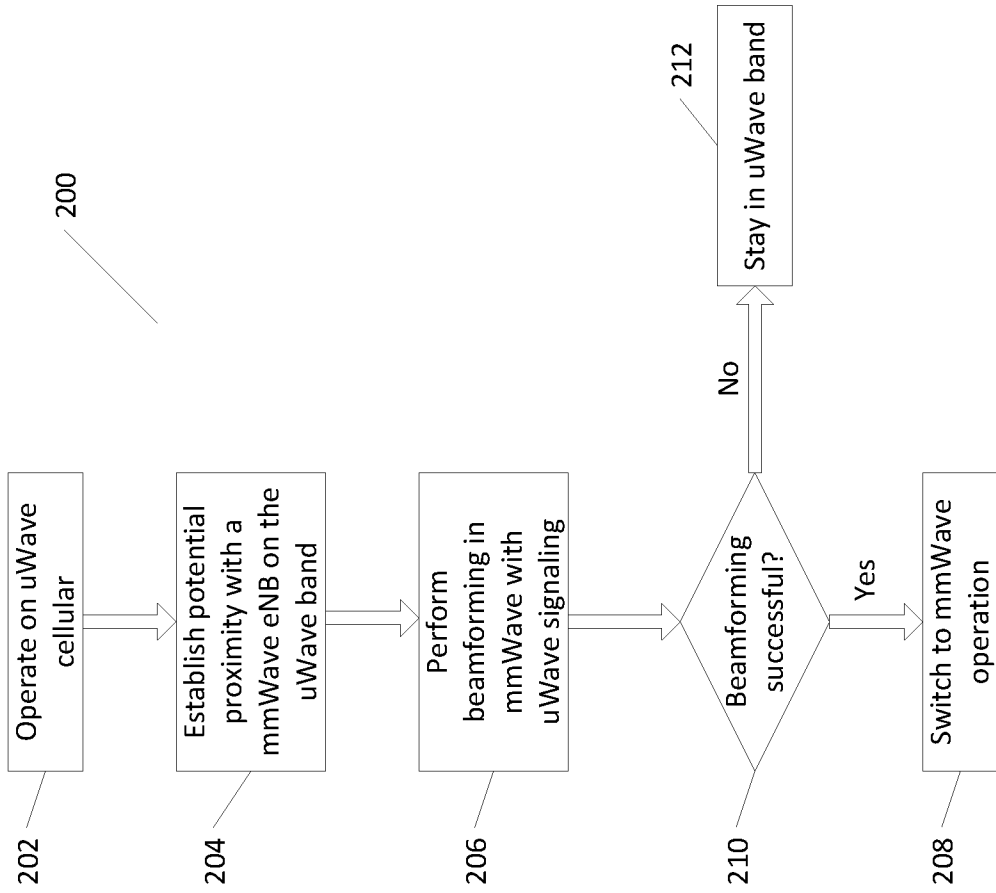 200
202
Operate on uWave
cellular
204
Establish potential
proximity with a
mmWave eNB on the
uWave band
206
Perform
beamforming in
mmWave with
uWave signaling
210
Beamforming
successful?
No
212
Stay in uWave band
Yes
208
Switch to mmWave
operation